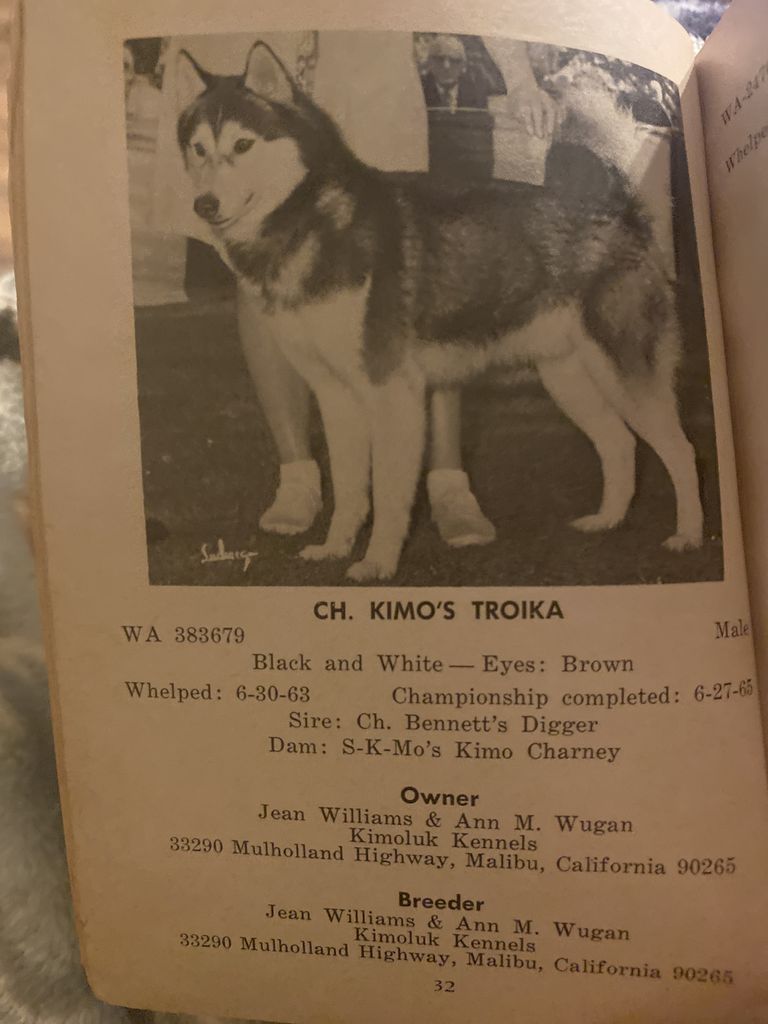 CH. KIMO'S TROIKA
WA 383679 Male
Black and White — Eyes: Brown
Whelped: 6-30-63 Championship completed: 6-27-65
Sire: Ch. Bennett's Digger
Dam: S-K-Mo's Kimo Charney
Owner
Jean Williams & Ann M. Wugan
Kimoluk Kennels
33290 Mulholland Highway, Malibu, California 90265
Breeder
Jean Williams & Ann M. Wugan
Kimoluk Kennels
33290 Mulholland Highway, Malibu, California 90265
32